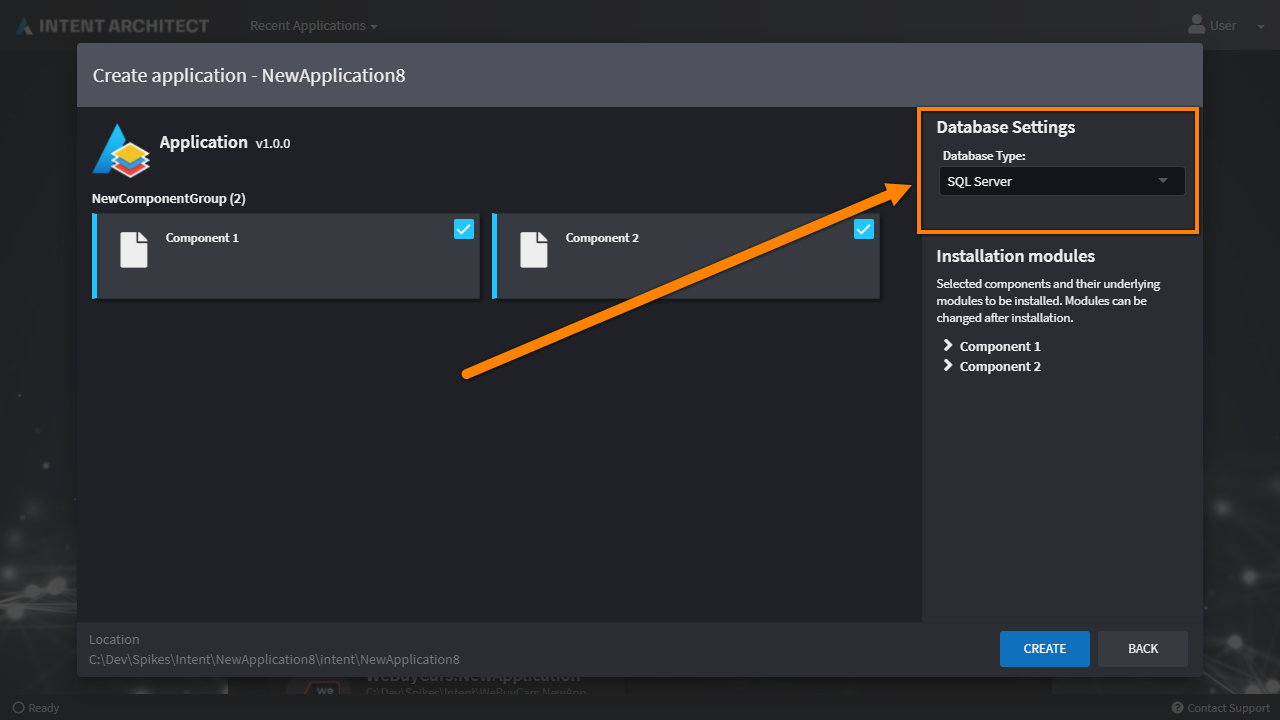 INTENT ARCHITECT
Recent Applications
User
Create application - NewApplication8
Application v1.0.0
NewComponentGroup (2)
Component 1
Component 2
Database Settings
Database Type:
SQL Server
Installation modules
Selected components and their underlying
modules to be installed. Modules can be
changed after installation.
Component 1
Component 2
Location
C:\Dev\Spikes\Intent\NewApplication8\intent\NewApplication8
CREATE
BACK
we
WeBuyCars.NewApplication
C:\Dev\Spikes\Intent\WeBuyCars.NewApp
Ready
Contact Support